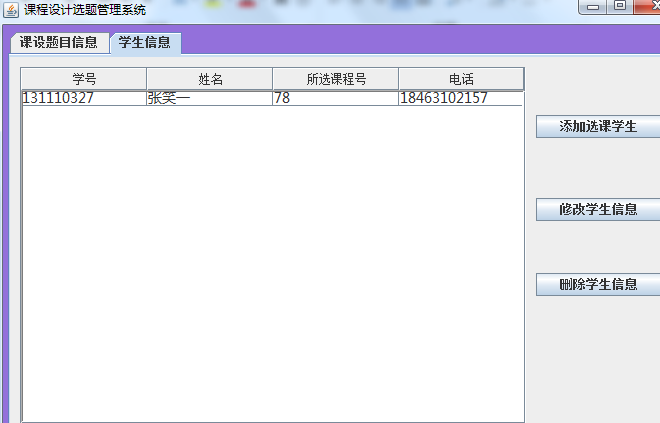 课程设计选题管理系统
课设题目信息 学生信息
学号 姓名 所选课程号 电话
131110327 张笑一 78 18463102157
添加选课学生
修改学生信息
删除学生信息